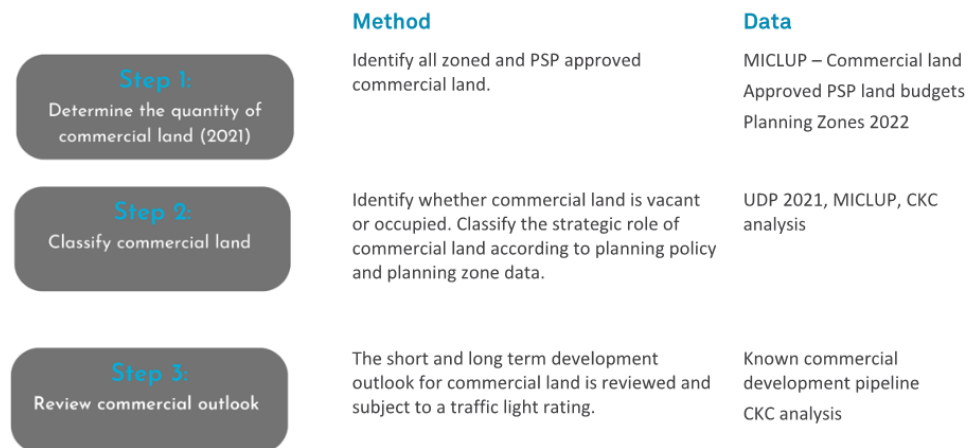 Method
Data
Step 1:
Determine the quantity of
commercial land (2021)
Identify all zoned and PSP approved
commercial land.
MICLUP – Commercial land
Approved PSP land budgets
Planning Zones 2022
Step 2:
Classify commercial land
Identify whether commercial land is vacant
or occupied. Classify the strategic role of
commercial land according to planning policy
and planning zone data.
UDP 2021, MICLUP, CKC
analysis
Step 3:
Review commercial outlook
The short and long term development
outlook for commercial land is reviewed and
subject to a traffic light rating.
Known commercial
development pipeline
CKC analysis